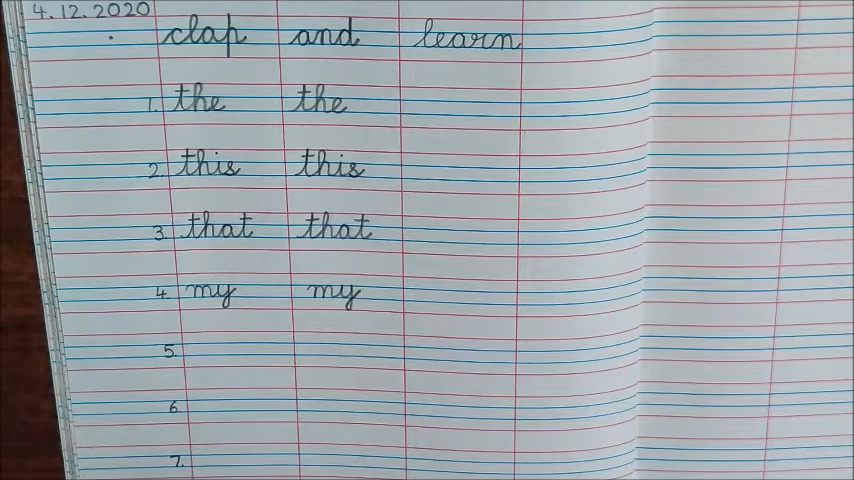 4.12.2020
clap and learn
1. the the
2. this this
3. that that
4. my my
5.
6.
7.